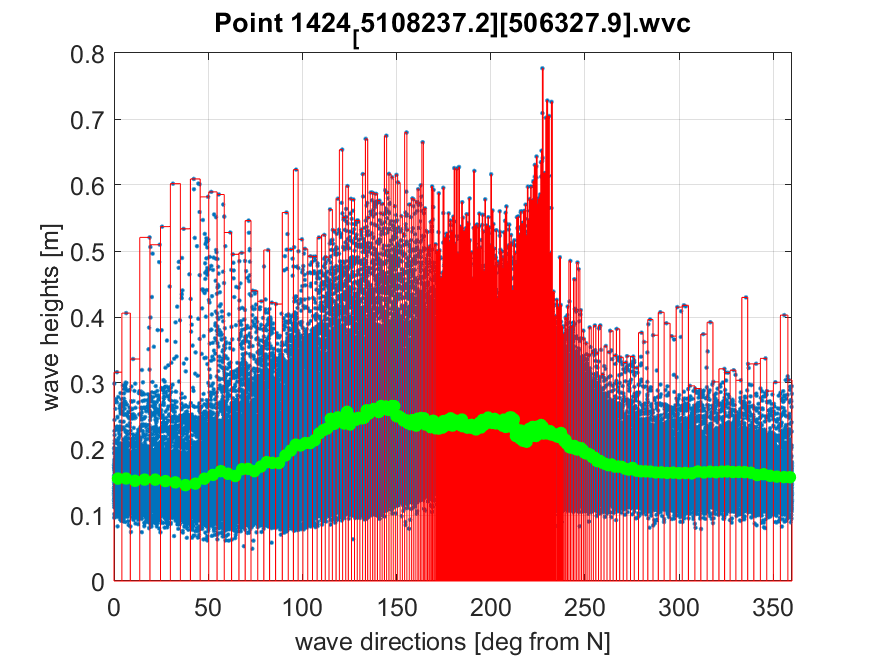 Point 1424[5108237.2][506327.9].wvc
0.8
0.7
0.6
0.5
0.4
0.3
0.2
0.1
0
wave heights [m]
0 50 100 150 200 250 300 350
wave directions [deg from N]